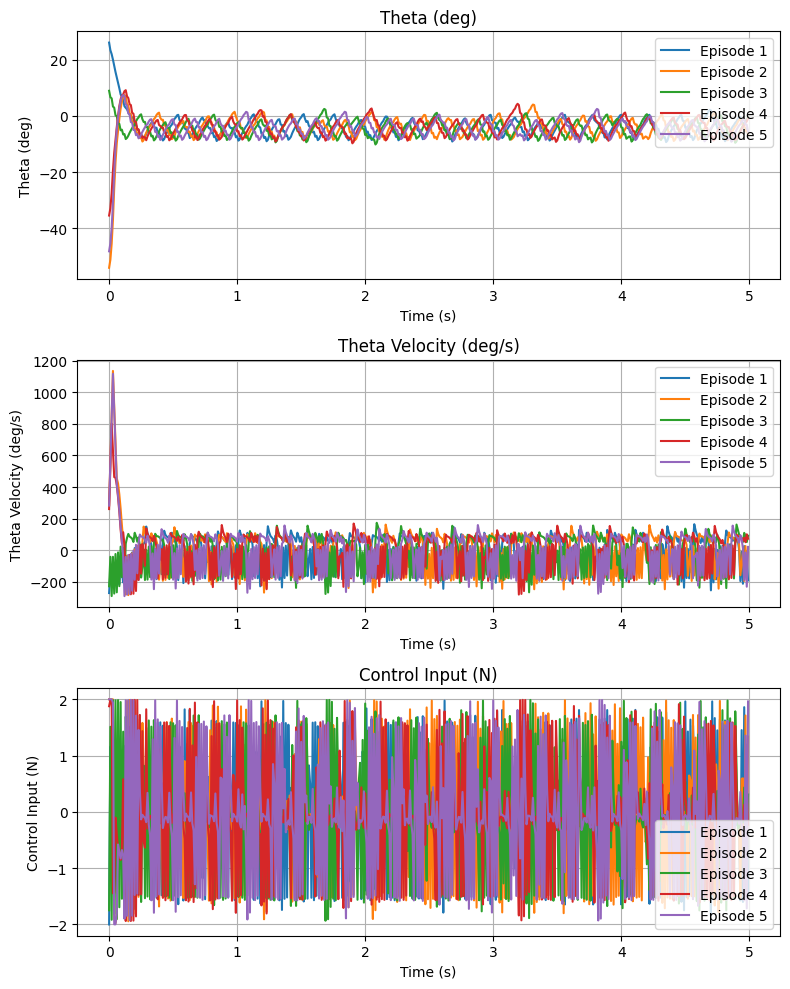 Theta (deg)
20
0
−20
−40
Theta (deg)
Episode 1
Episode 2
Episode 3
Episode 4
Episode 5
0 1 2 3 4 5
Time (s)
Theta Velocity (deg/s)
1200
1000
800
600
400
200
0
−200
Theta Velocity (deg/s)
Episode 1
Episode 2
Episode 3
Episode 4
Episode 5
0 1 2 3 4 5
Time (s)
Control Input (N)
2
1
0
−1
−2
Control Input (N)
Episode 1
Episode 2
Episode 3
Episode 4
Episode 5
0 1 2 3 4 5
Time (s)